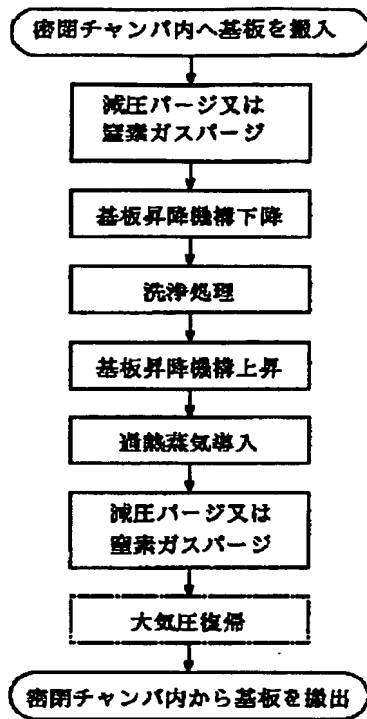 密閉チャンバ内へ基板を搬入
減圧パージ又は
窒素ガスパージ
基板昇降機構下降
洗浄処理
基板昇降機構上昇
過熱蒸気導入
減圧パージ又は
窒素ガスパージ
大気圧復帰
密閉チャンバ内から基板を搬出